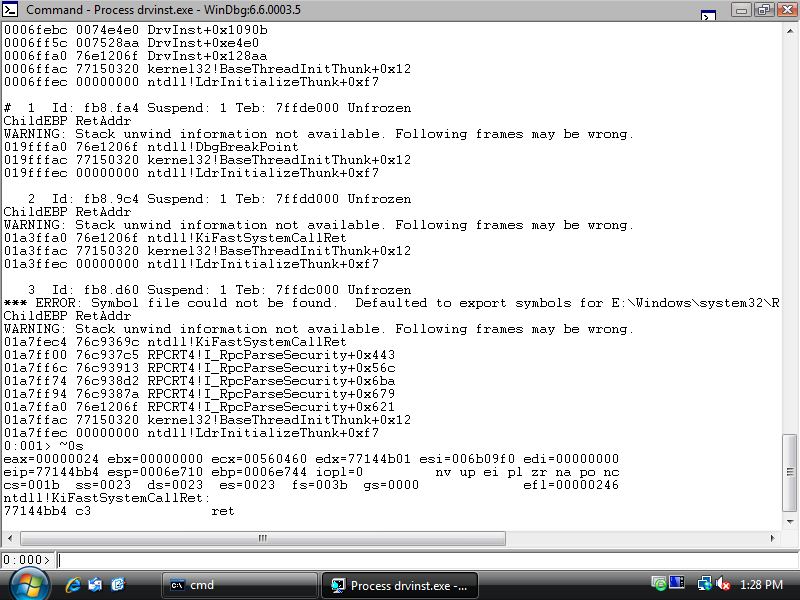 Command - Process drvinst.exe - WinDbg:6.6.0003.5
0006febc 0074e4e0 DrvInst+0x1090b
0006ff5c 007528aa DrvInst+0xe4e0
0006ffa0 76e1206f DrvInst+0x128aa
0006ffac 77150320 kernel32!BaseThreadInitThunk+0x12
0006ffec 00000000 ntdll!LdrInitializeThunk+0xf7
#  1  Id: fb8.fa4 Suspend: 1 Teb: 7ffde000 Unfrozen
ChildEBP RetAddr
WARNING: Stack unwind information not available. Following frames may be wrong.
019fffa0 76e1206f ntdll!DbgBreakPoint
019fffac 77150320 kernel32!BaseThreadInitThunk+0x12
019fffec 00000000 ntdll!LdrInitializeThunk+0xf7
2  Id: fb8.9c4 Suspend: 1 Teb: 7ffdd000 Unfrozen
ChildEBP RetAddr
WARNING: Stack unwind information not available. Following frames may be wrong.
01a3ffa0 76e1206f ntdll!KiFastSystemCallRet
01a3ffac 77150320 kernel32!BaseThreadInitThunk+0x12
01a3ffec 00000000 ntdll!LdrInitializeThunk+0xf7
3  Id: fb8.d60 Suspend: 1 Teb: 7ffdc000 Unfrozen
*** ERROR: Symbol file could not be found.  Defaulted to export symbols for E:\Windows\system32\R
ChildEBP RetAddr
WARNING: Stack unwind information not available. Following frames may be wrong.
01a7fec4 76c9369c ntdll!KiFastSystemCallRet
01a7ff00 76c937c5 RPCRT4!I_RpcParseSecurity+0x443
01a7ff6c 76c93913 RPCRT4!I_RpcParseSecurity+0x56c
01a7ff74 76c938d2 RPCRT4!I_RpcParseSecurity+0x6ba
01a7ff94 76c9387a RPCRT4!I_RpcParseSecurity+0x679
01a7ffa0 76e1206f RPCRT4!I_RpcParseSecurity+0x621
01a7ffac 77150320 kernel32!BaseThreadInitThunk+0x12
01a7ffec 00000000 ntdll!LdrInitializeThunk+0xf7
0:001> ~0s
eax=00000024 ebx=00000000 ecx=00560460 edx=77144b01 esi=006b09f0 edi=00000000
eip=77144bb4 esp=0006e710 ebp=0006e744 iopl=0         nv up ei pl zr na po nc
cs=001b  ss=0023  ds=0023  es=0023  fs=003b  gs=0000             efl=00000246
ntdll!KiFastSystemCallRet:
77144bb4 c3              ret
0:000>
cmd
Process drvinst.exe -...
1:28 PM